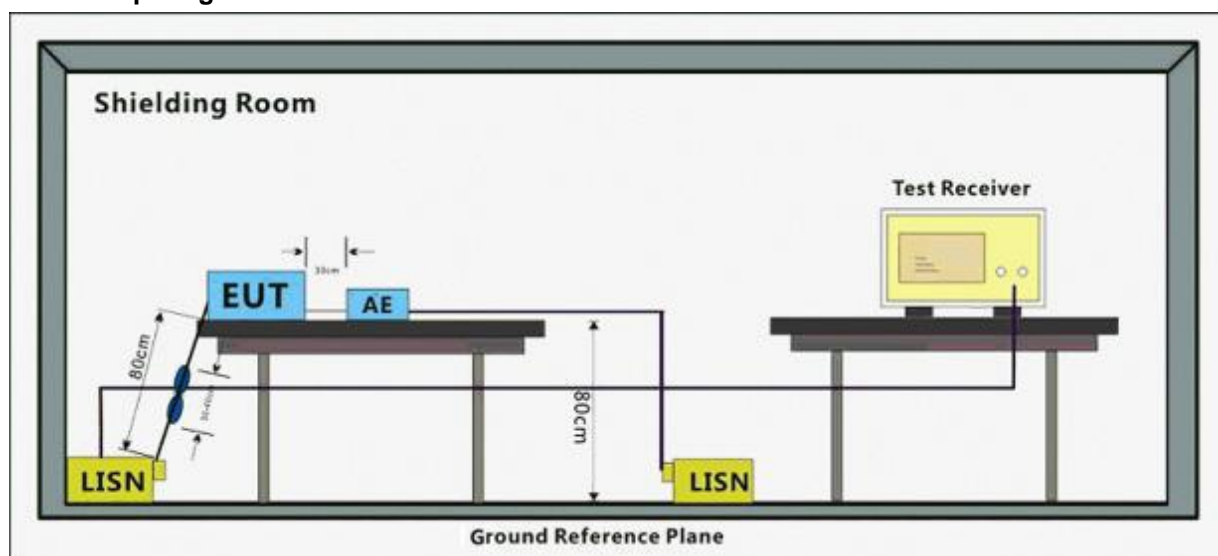 Shielding Room
Test Receiver
EUT
AE
80cm
80cm
LISN
LISN
Ground Reference Plane